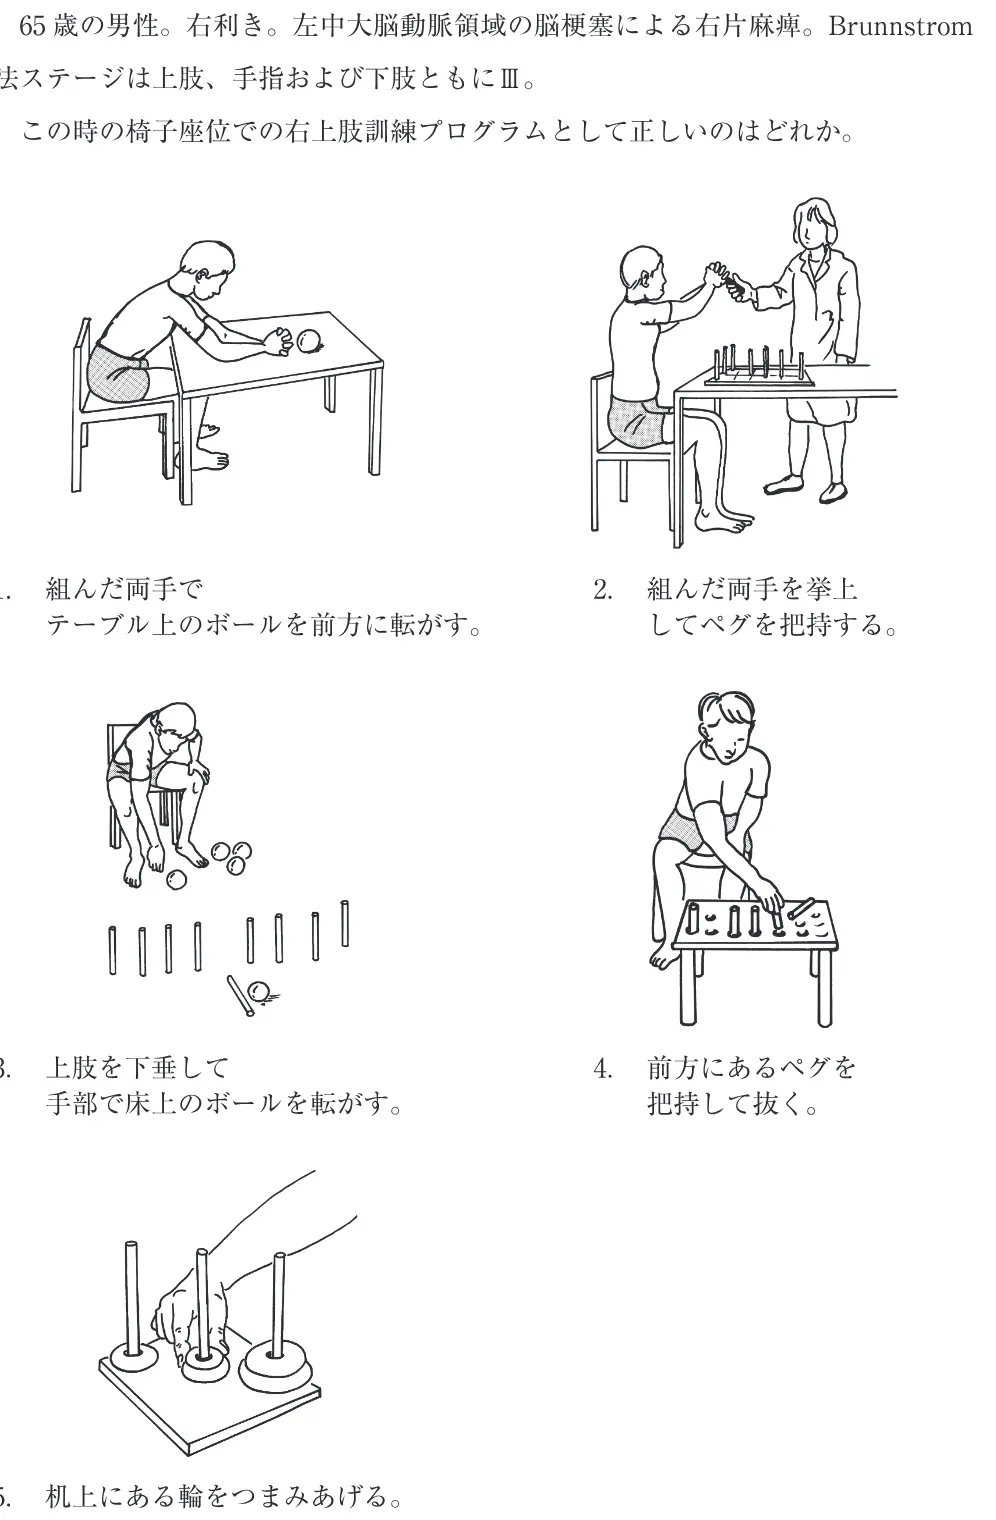 65歳の男性。右利き。左中大脳動脈領域の脳梗塞による右片麻痺。Brunnstrom
法ステージは上肢、手指および下肢ともにⅢ。
この時の椅子座位での右上肢訓練プログラムとして正しいのはどれか。
1. 組んだ両手で
テーブル上のボールを前方に転がす。
2. 組んだ両手を挙上
してペグを把持する。
3. 上肢を下垂して
手部で床上のボールを転がす。
4. 前方にあるペグを
把持して抜く。
5. 机上にある輪をつまみあげる。